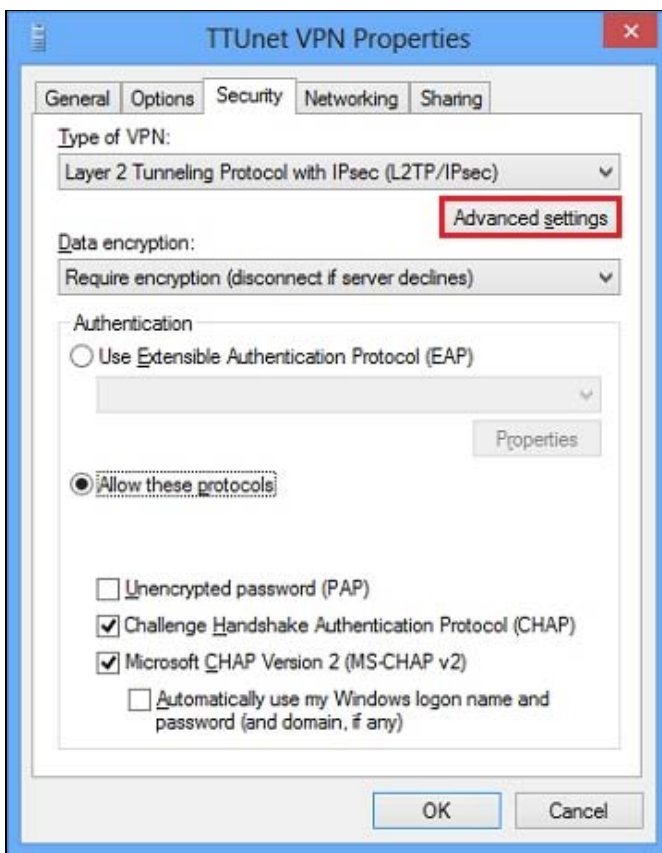 TTUnet VPN Properties
General Options Security Networking Sharing
Type of VPN:
Layer 2 Tunneling Protocol with IPsec (L2TP/IPsec)
Advanced settings
Data encryption:
Require encryption (disconnect if server declines)
Authentication
Use Extensible Authentication Protocol (EAP)
Properties
Allow these protocols
Unencrypted password (PAP)
Challenge Handshake Authentication Protocol (CHAP)
Microsoft CHAP Version 2 (MS-CHAP v2)
Automatically use my Windows logon name and
password (and domain, if any)
OK Cancel